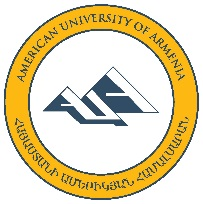 AMERICAN UNIVERSITY OF ARMENIA
ՀԱՅԱՍՏԱՆԻ ԱՄԵՐԻԿՅԱՆ ՀԱՄԱԼՍԱՐԱՆ